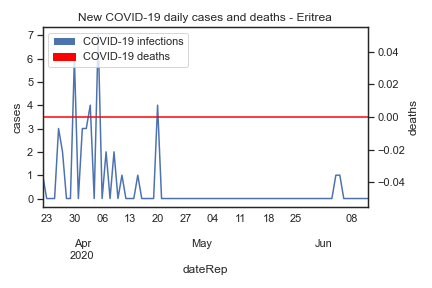 New COVID-19 daily cases and deaths - Eritrea
COVID-19 infections
COVID-19 deaths
cases
7
6
5
4
3
2
1
0
deaths
0.04
0.02
0.00
−0.02
−0.04
23 30 06 13 20 27 04 11 18 25 08
Apr May Jun
2020
dateRep